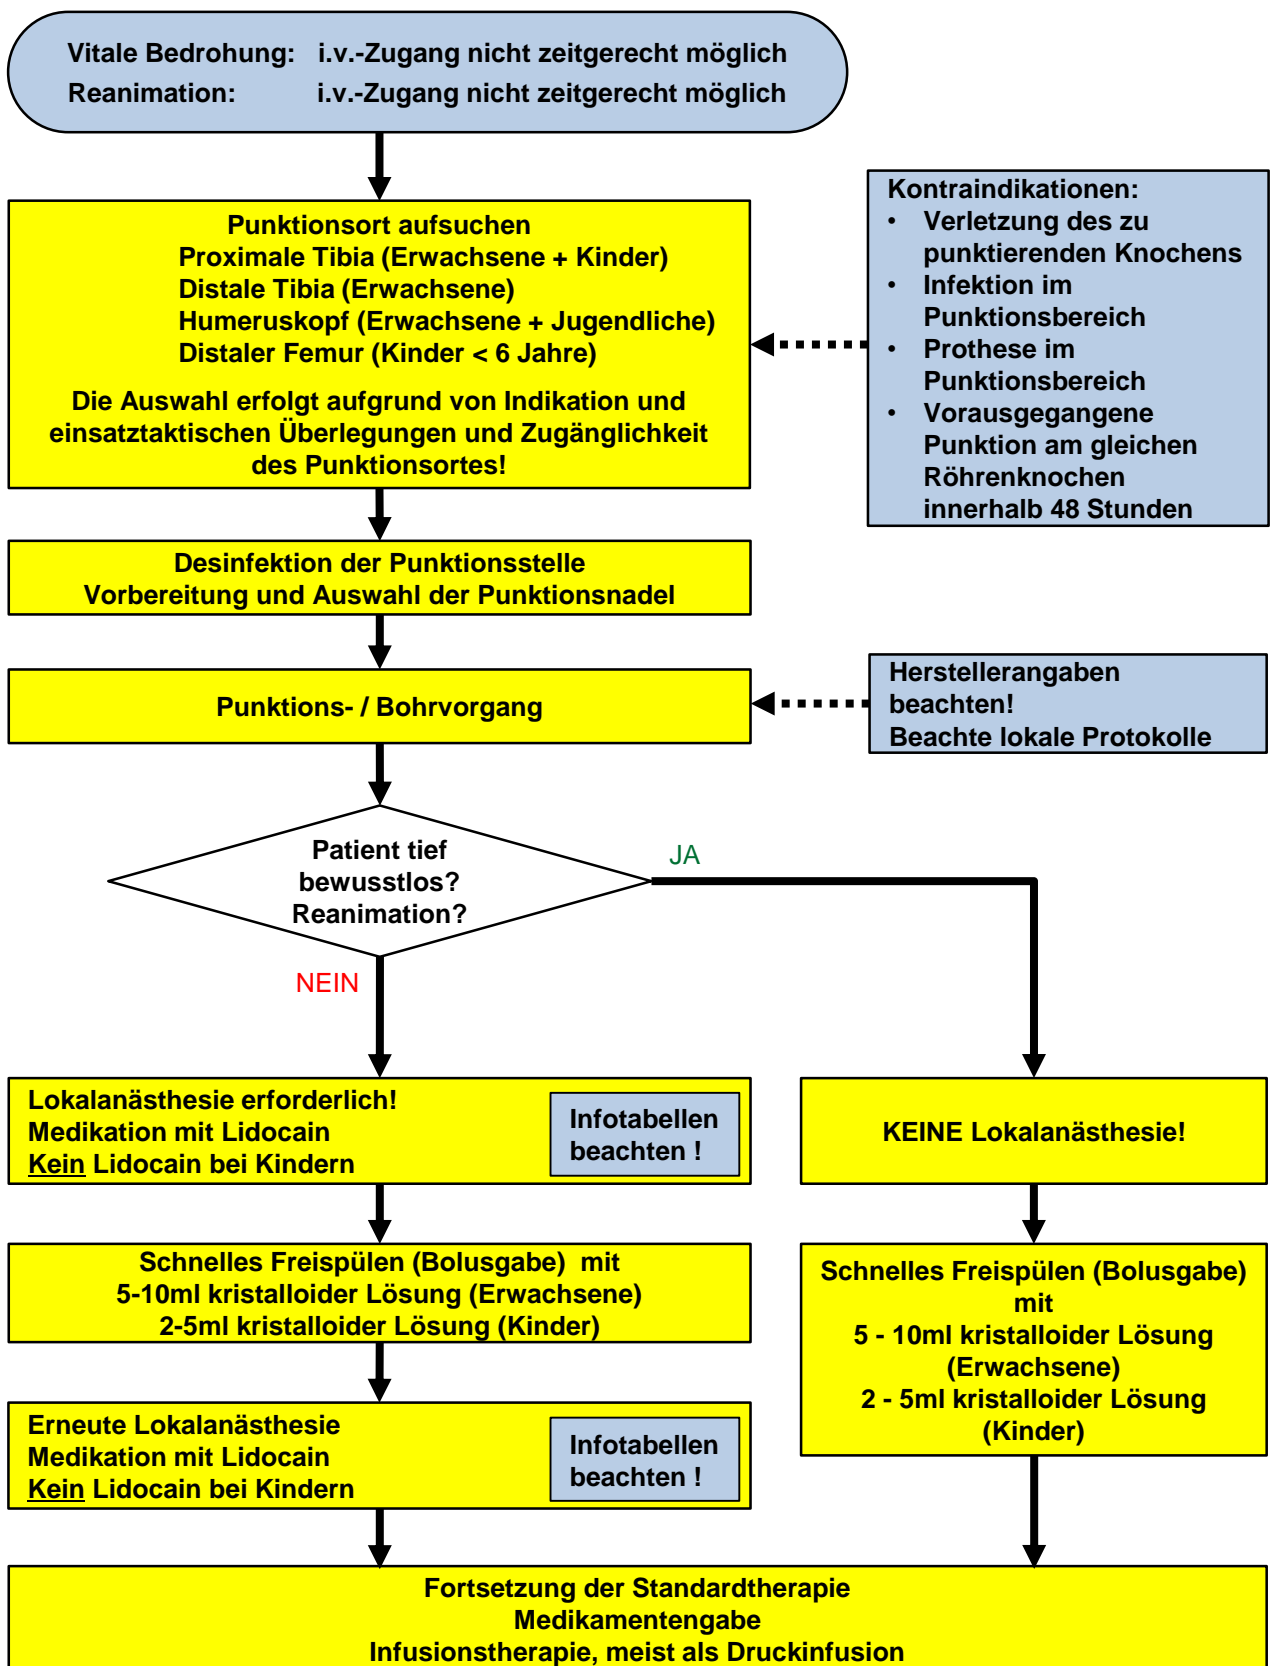 Vitale Bedrohung: i.v.-Zugang nicht zeitgerecht möglich
Reanimation: i.v.-Zugang nicht zeitgerecht möglich
Punktionsort aufsuchen
Proximale Tibia (Erwachsene + Kinder)
Distale Tibia (Erwachsene)
Humeruskopf (Erwachsene + Jugendliche)
Distaler Femur (Kinder < 6 Jahre)
Die Auswahl erfolgt aufgrund von Indikation und
einsatztaktischen Überlegungen und Zugänglichkeit
des Punktionsortes!
Kontraindikationen:
• Verletzung des zu
punktierenden Knochens
• Infektion im
Punktionsbereich
• Prothese im
Punktionsbereich
• Vorausgegangene
Punktion am gleichen
Röhrenknochen
innerhalb 48 Stunden
Desinfektion der Punktionsstelle
Vorbereitung und Auswahl der Punktionsnadel
Punktions- / Bohrvorgang
Herstellerangaben
beachten!
Beachte lokale Protokolle
Patient tief
bewusstlos?
Reanimation?
JA
NEIN
Lokalanästhesie erforderlich!
Medikation mit Lidocain
Kein Lidocain bei Kindern
Infotabellen
beachten !
KEINE Lokalanästhesie!
Schnelles Freispülen (Bolusgabe) mit
5-10ml kristalloider Lösung (Erwachsene)
2-5ml kristalloider Lösung (Kinder)
Schnelles Freispülen (Bolusgabe)
mit
5 - 10ml kristalloider Lösung
(Erwachsene)
2 - 5ml kristalloider Lösung
(Kinder)
Erneute Lokalanästhesie
Medikation mit Lidocain
Kein Lidocain bei Kindern
Infotabellen
beachten !
Fortsetzung der Standardtherapie
Medikamentengabe
Infusionstherapie, meist als Druckinfusion